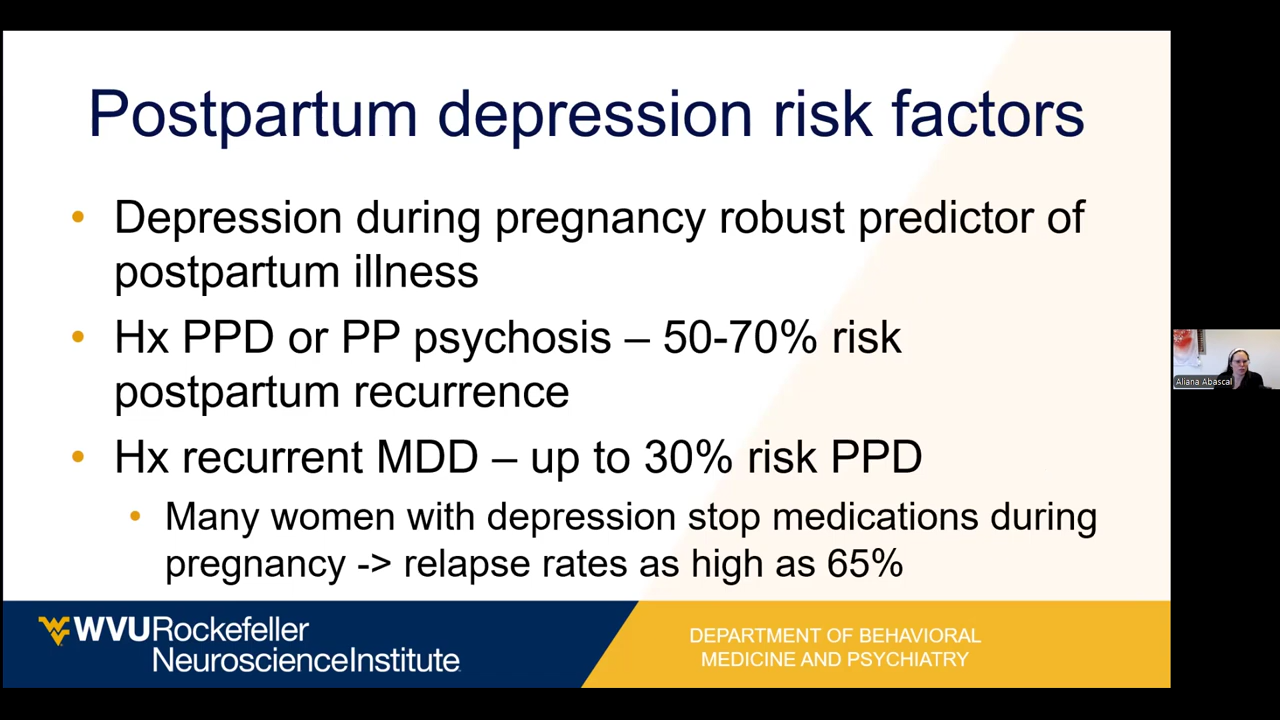 Postpartum depression risk factors
• Depression during pregnancy robust predictor of
postpartum illness
• Hx PPD or PP psychosis – 50-70% risk
postpartum recurrence
• Hx recurrent MDD – up to 30% risk PPD
• Many women with depression stop medications during
pregnancy -> relapse rates as high as 65%
Aliana Abascal
WVURockefeller
NeuroscienceInstitute
DEPARTMENT OF BEHAVIORAL
MEDICINE AND PSYCHIATRY